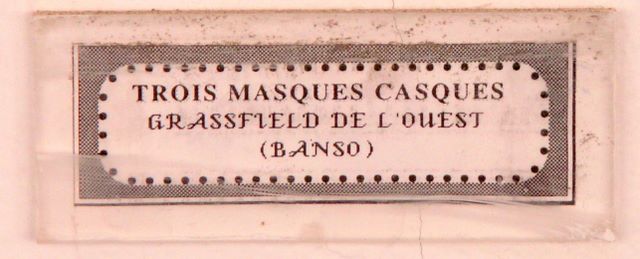 TROIS MASQUES CASQUES
GRASSFIELD DE L'OUEST
(BANSO)